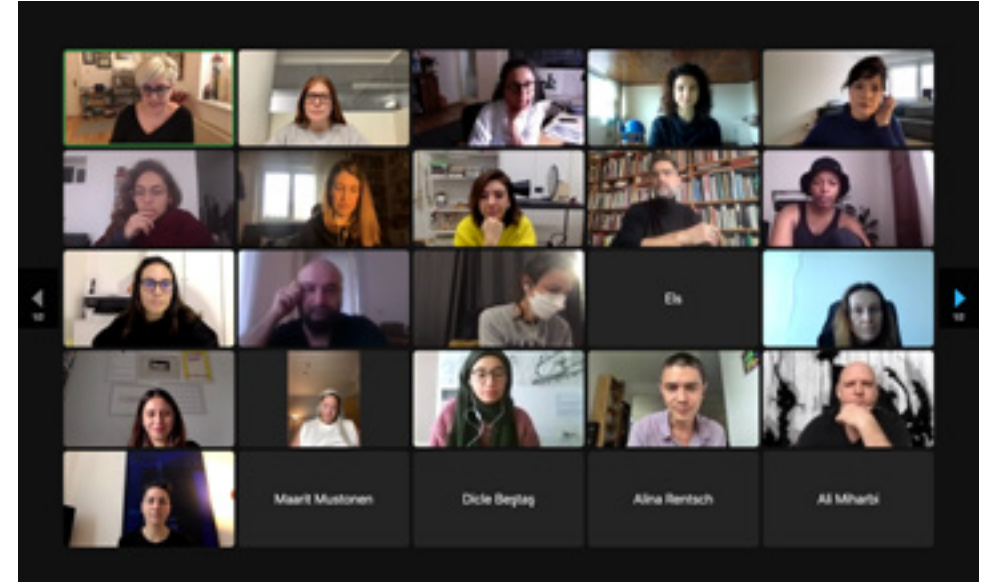 Els
Maarit Mustonen
Dicle Beştaş
Alina Rentsch
Ali Miharbi